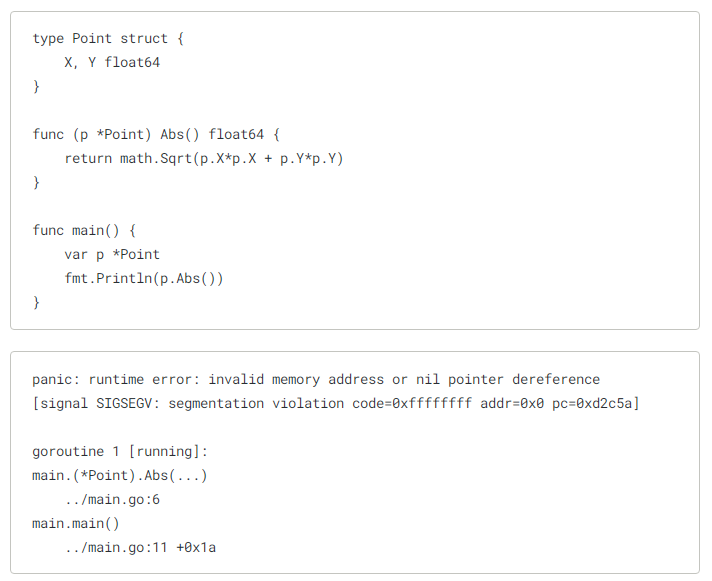 type Point struct {
    X, Y float64
}

func (p *Point) Abs() float64 {
    return math.Sqrt(p.X*p.X + p.Y*p.Y)
}

func main() {
    var p *Point
    fmt.Println(p.Abs())
}

panic: runtime error: invalid memory address or nil pointer dereference
[signal SIGSEGV: segmentation violation code=0xffffffff addr=0x0 pc=0xd2c5a]

goroutine 1 [running]:
main.(*Point).Abs(...)
    ../main.go:6
main.main()
    ../main.go:11 +0x1a